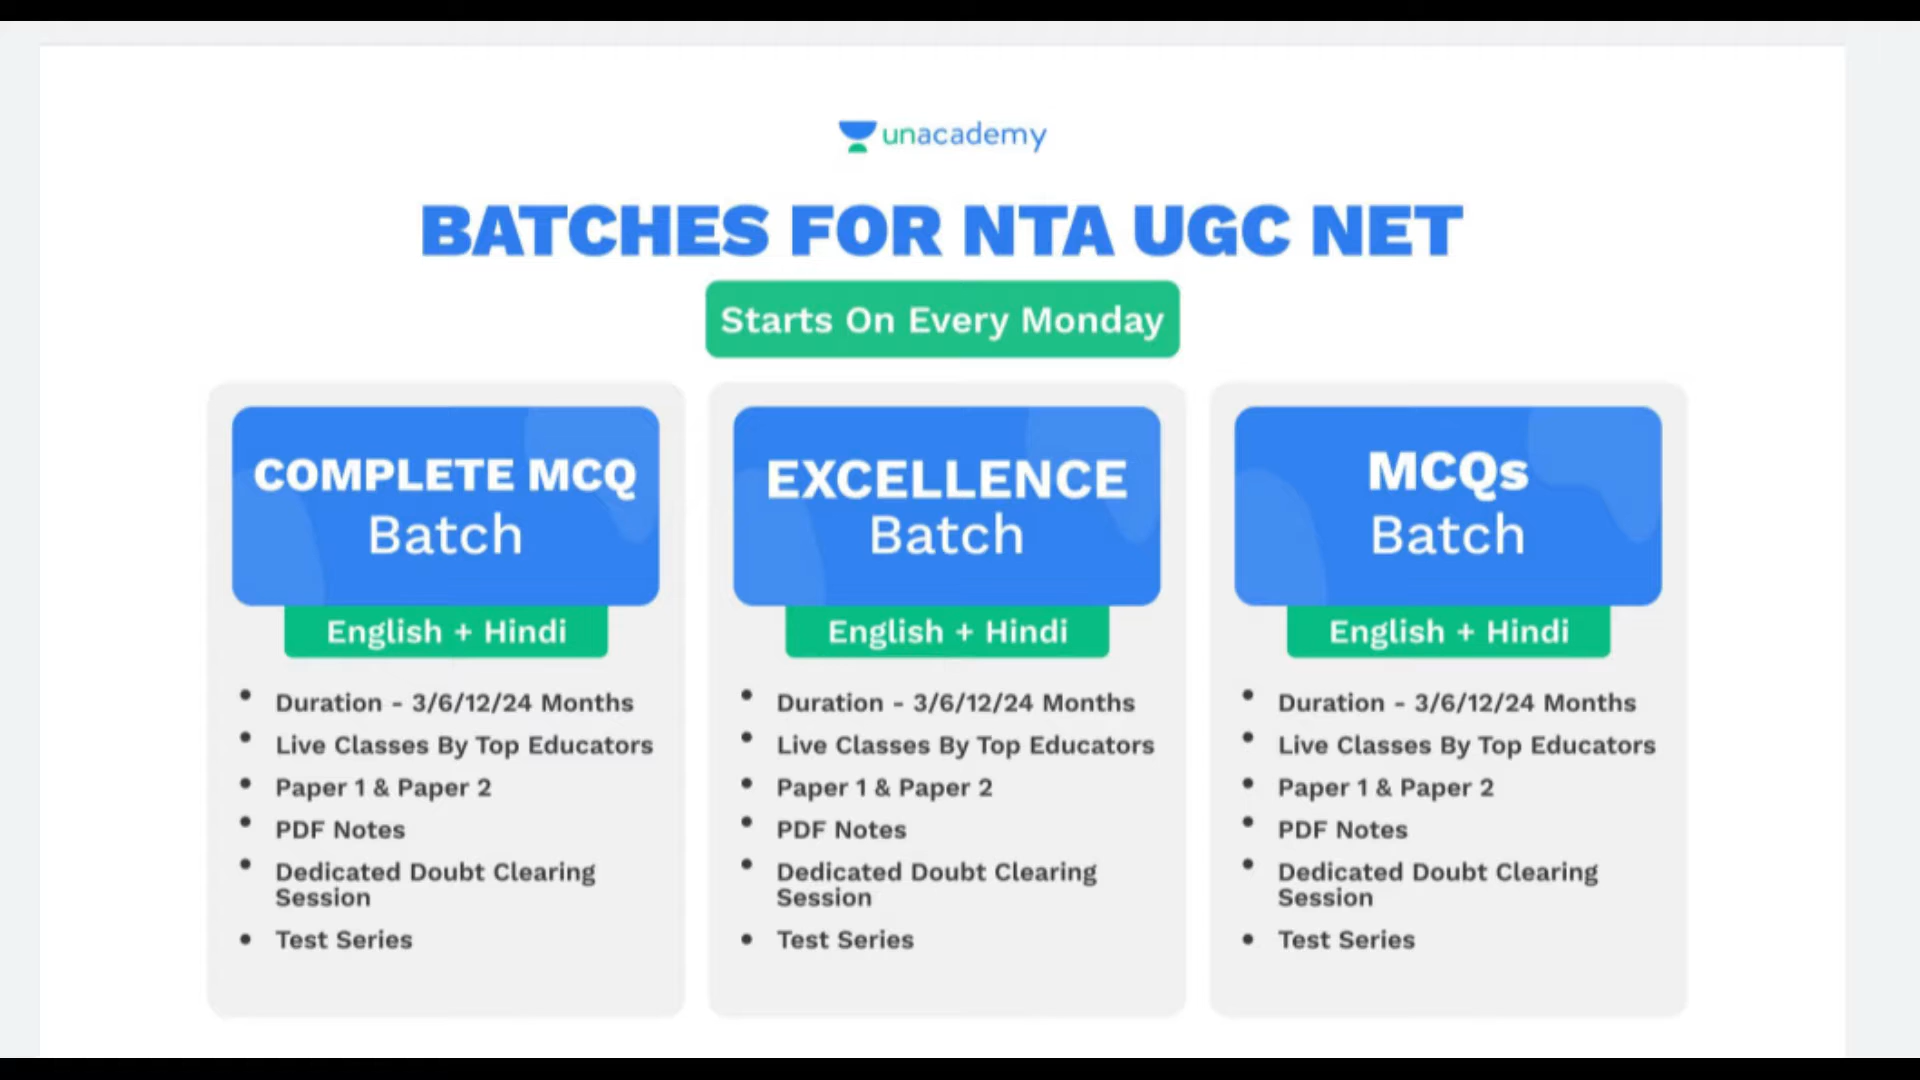 unacademy
BATCHES FOR NTA UGC NET
Starts On Every Monday
COMPLETE MCQ
Batch
English + Hindi
• Duration - 3/6/12/24 Months
• Live Classes By Top Educators
• Paper 1 & Paper 2
• PDF Notes
• Dedicated Doubt Clearing
Session
• Test Series
EXCELLENCE
Batch
English + Hindi
• Duration - 3/6/12/24 Months
• Live Classes By Top Educators
• Paper 1 & Paper 2
• PDF Notes
• Dedicated Doubt Clearing
Session
• Test Series
MCQs
Batch
English + Hindi
• Duration - 3/6/12/24 Months
• Live Classes By Top Educators
• Paper 1 & Paper 2
• PDF Notes
• Dedicated Doubt Clearing
Session
• Test Series